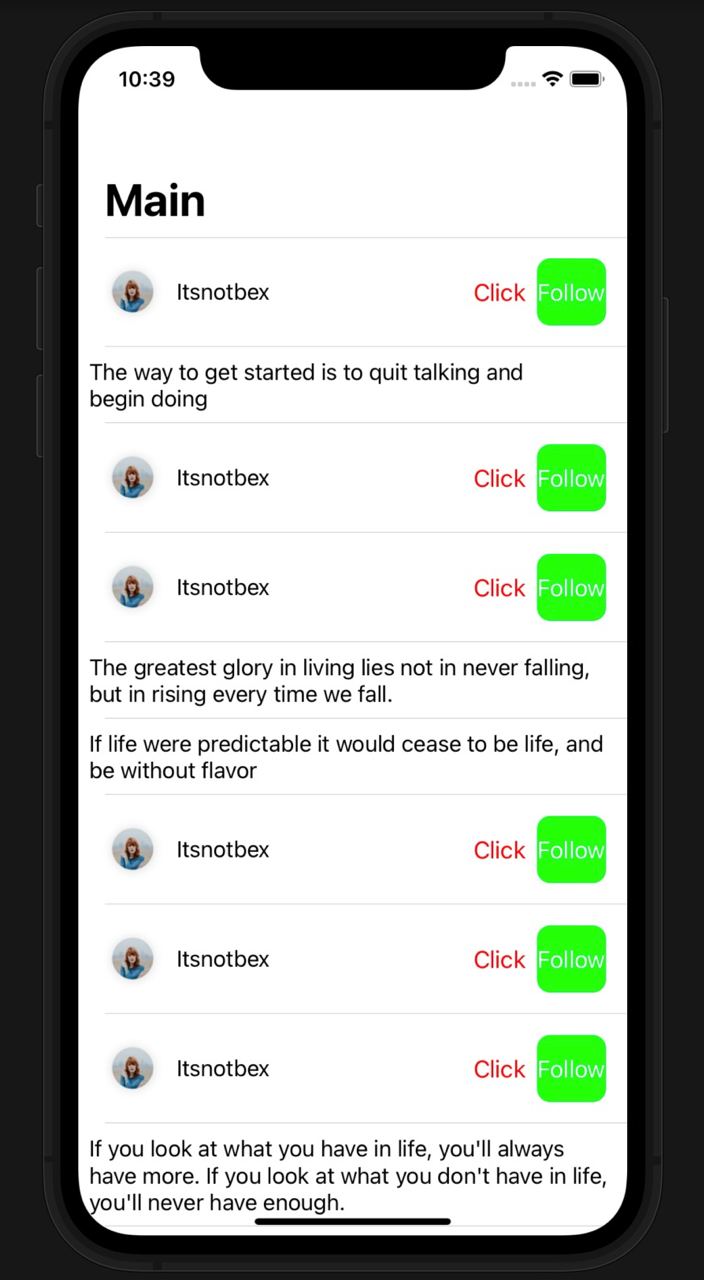 10:39
Main
Itsnotbex Click Follow
The way to get started is to quit talking and
begin doing
Itsnotbex Click Follow
Itsnotbex Click Follow
The greatest glory in living lies not in never falling,
but in rising every time we fall.
If life were predictable it would cease to be life, and
be without flavor
Itsnotbex Click Follow
Itsnotbex Click Follow
Itsnotbex Click Follow
If you look at what you have in life, you'll always
have more. If you look at what you don't have in life,
you'll never have enough.